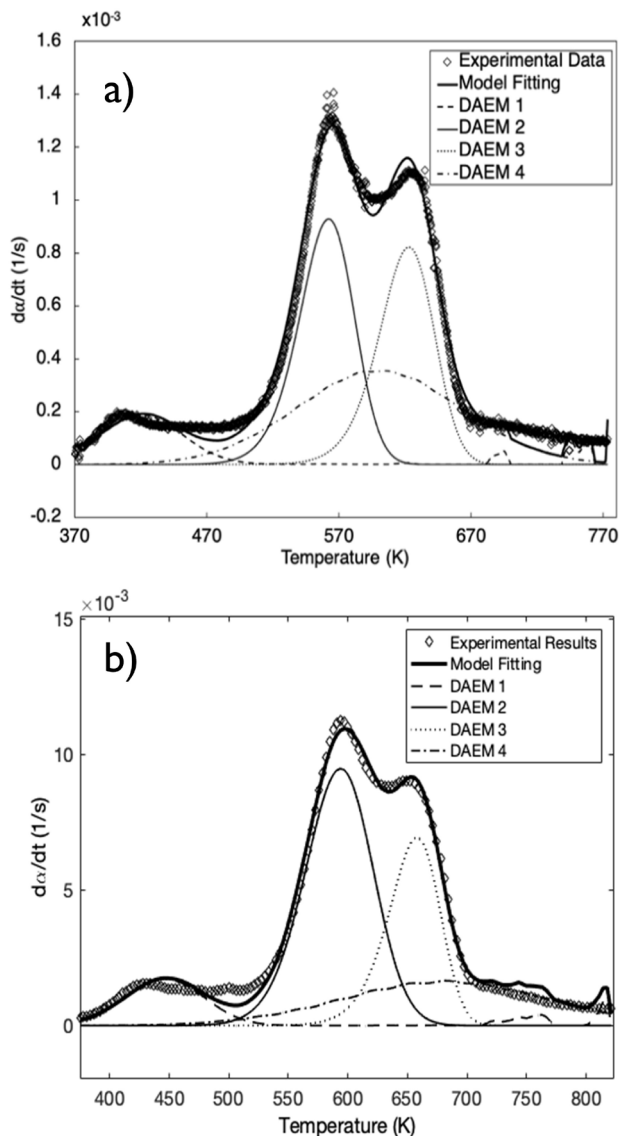 x10⁻³
a)
1.6
1.4
1.2
1
0.8
0.6
0.4
0.2
0
-0.2
dα/dt (1/s)
Experimental Data
Model Fitting
DAEM 1
DAEM 2
DAEM 3
DAEM 4
370 470 570 670 770
Temperature (K)
×10⁻³
b)
15
10
5
0
dα/dt (1/s)
Experimental Results
Model Fitting
DAEM 1
DAEM 2
DAEM 3
DAEM 4
400 450 500 550 600 650 700 750 800
Temperature (K)